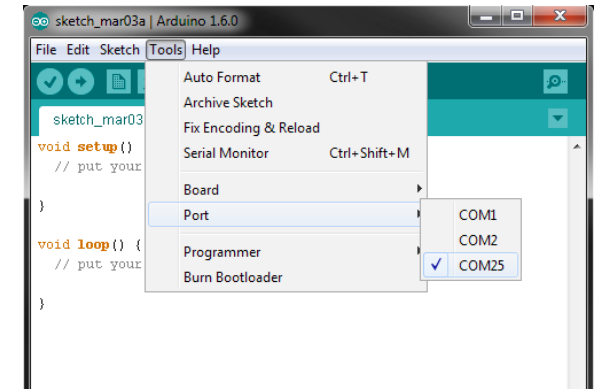 sketch_mar03a | Arduino 1.6.0
File Edit Sketch Tools Help
Auto Format Ctrl+T
Archive Sketch
sketch_mar03
Fix Encoding & Reload
void setup() Serial Monitor Ctrl+Shift+M
// put your
Board
} Port COM1
COM2
void loop() { Programmer
// put your COM25
Burn Bootloader
}